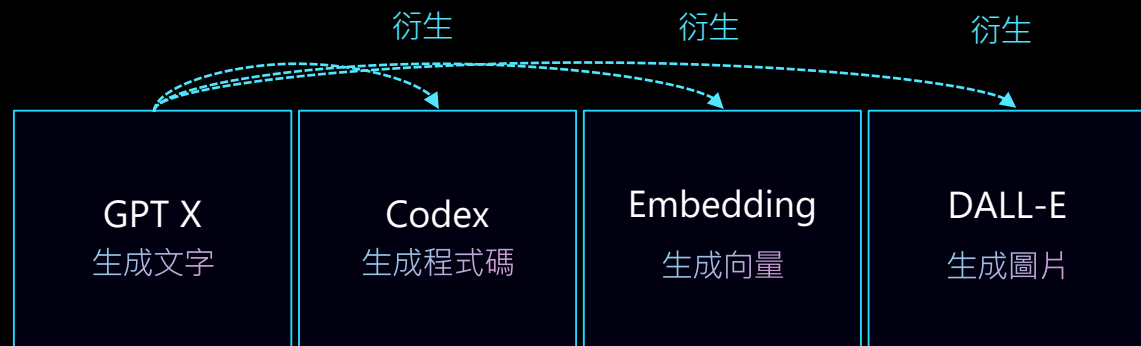 衍生
衍生
衍生
GPT X
生成文字
Codex
生成程式碼
Embedding
生成向量
DALL-E
生成圖片